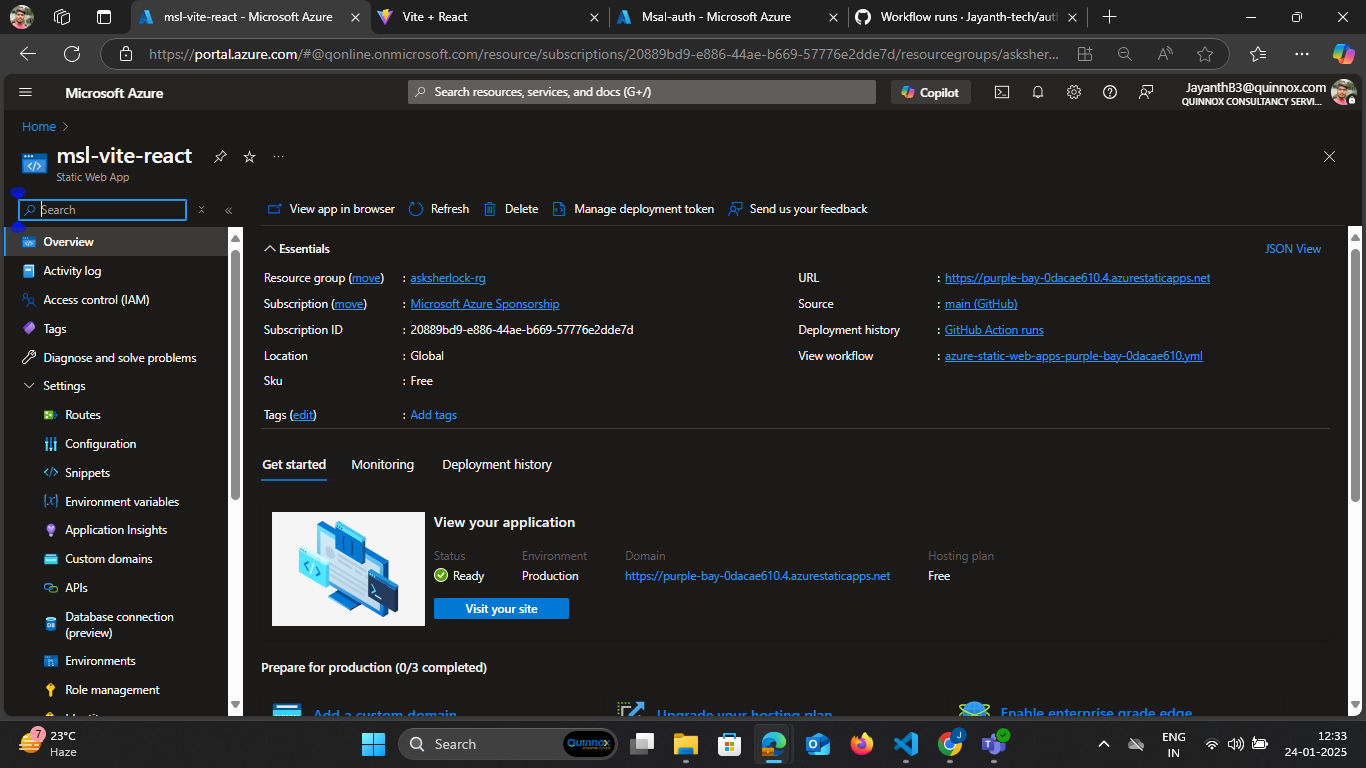 msl-vite-react - Microsoft Azure
Vite + React
Msal-auth - Microsoft Azure
Workflow runs · Jayanth-tech/aut
https://portal.azure.com/#@qonline.onmicrosoft.com/resource/subscriptions/20889bd9-e886-44ae-b669-57776e2dde7d/resourcegroups/asksher...
Microsoft Azure
Search resources, services, and docs (G+/)
Copilot
JayanthB3@quinnox.com
QUINNOX CONSULTANCY SERVI...
Home
msl-vite-react
Static Web App
Search
View app in browser
Refresh
Delete
Manage deployment token
Send us your feedback
Overview
Activity log
Access control (IAM)
Tags
Diagnose and solve problems
Settings
Routes
Configuration
Snippets
Environment variables
Application Insights
Custom domains
APIs
Database connection
(preview)
Environments
Role management
Essentials
JSON View
Resource group (move) : asksherlock-rg
Subscription (move) : Microsoft Azure Sponsorship
Subscription ID : 20889bd9-e886-44ae-b669-57776e2dde7d
Location : Global
Sku : Free
Tags (edit) : Add tags
URL : https://purple-bay-0dacae610.4.azurestaticapps.net
Source : main (GitHub)
Deployment history : GitHub Action runs
View workflow : azure-static-web-apps-purple-bay-0dacae610.yml
Get started Monitoring Deployment history
View your application
Status Environment Domain Hosting plan
Ready Production https://purple-bay-0dacae610.4.azurestaticapps.net Free
Visit your site
Prepare for production (0/3 completed)
Add a custom domain
Upgrade your hosting plan
Enable enterprise grade edge
7
23°C
Haze
Search
QUINNOX
J
ENG
IN
12:33
24-01-2025